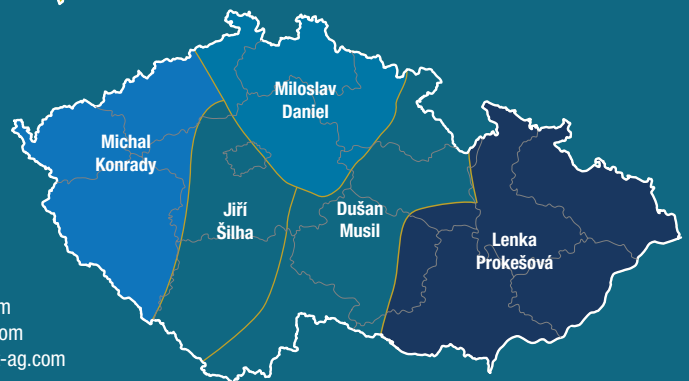 Miloslav
Daniel
Michal
Konrady
Jiří
Šilha
Dušan
Musil
Lenka
Prokešová
m
om
-ag.com